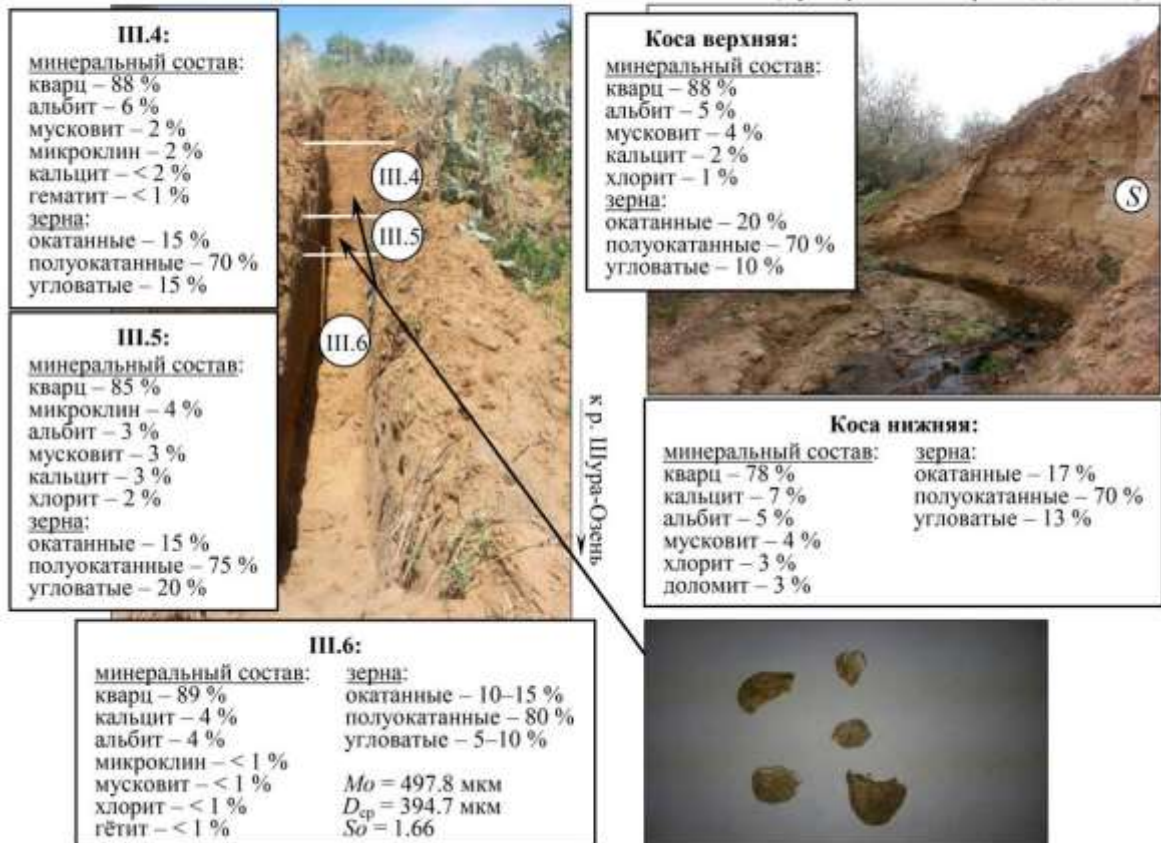 III.4:
минеральный состав:
кварц – 88 %
альбит – 6 %
мусковит – 2 %
микроклин – 2 %
кальцит – < 2 %
гематит – < 1 %
зерна:
окатанные – 15 %
полуокатанные – 70 %
угловатые – 15 %
III.5:
минеральный состав:
кварц – 85 %
микроклин – 4 %
альбит – 3 %
мусковит – 3 %
кальцит – 3 %
хлорит – 2 %
зерна:
окатанные – 15 %
полуокатанные – 75 %
угловатые – 20 %
III.4
III.5
III.6
к р. Шура-Озень
Коса верхняя:
минеральный состав:
кварц – 88 %
альбит – 5 %
мусковит – 4 %
кальцит – 2 %
хлорит – 1 %
зерна:
окатанные – 20 %
полуокатанные – 70 %
угловатые – 10 %
S
Коса нижняя:
минеральный состав:
кварц – 78 %
кальцит – 7 %
альбит – 5 %
мусковит – 4 %
хлорит – 3 %
доломит – 3 %
зерна:
окатанные – 17 %
полуокатанные – 70 %
угловатые – 13 %
III.6:
минеральный состав:
кварц – 89 %
кальцит – 4 %
альбит – 4 %
микроклин – < 1 %
мусковит – < 1 %
хлорит – < 1 %
гётит – < 1 %
зерна:
окатанные – 10–15 %
полуокатанные – 80 %
угловатые – 5–10 %
Mo = 497.8 мкм
Dср = 394.7 мкм
So = 1.66